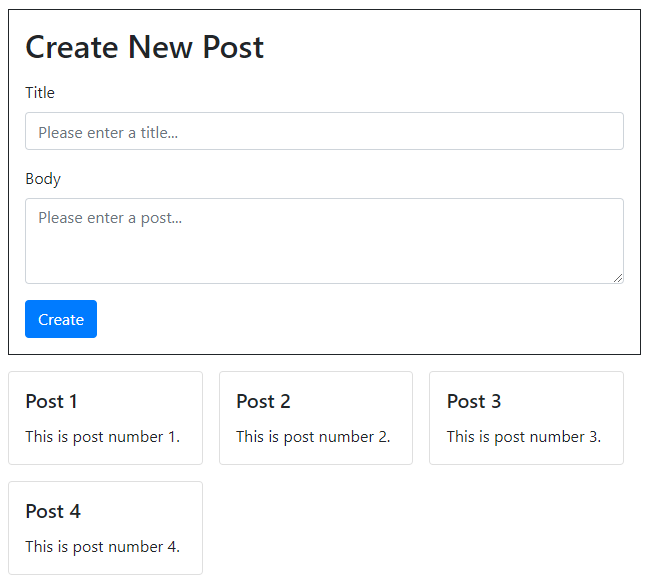 Create New Post
Title
Please enter a title...
Body
Please enter a post...
Create
Post 1
This is post number 1.
Post 2
This is post number 2.
Post 3
This is post number 3.
Post 4
This is post number 4.